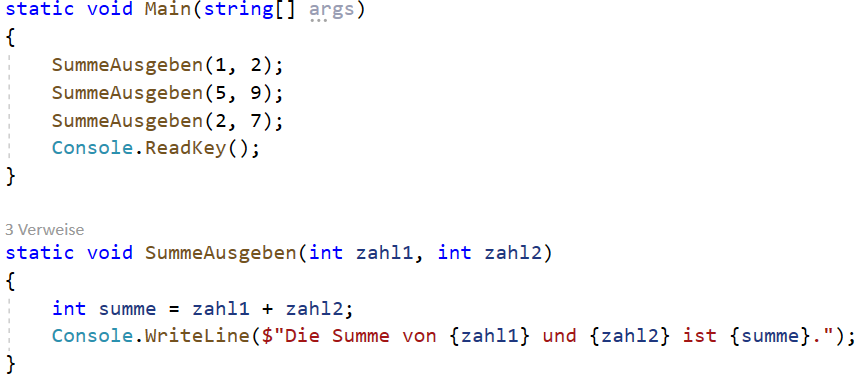 static void Main(string[] args)
{
    SummeAusgeben(1, 2);
    SummeAusgeben(5, 9);
    SummeAusgeben(2, 7);
    Console.ReadKey();
}
3 Verweise
static void SummeAusgeben(int zahl1, int zahl2)
{
    int summe = zahl1 + zahl2;
    Console.WriteLine($"Die Summe von {zahl1} und {zahl2} ist {summe}.");
}